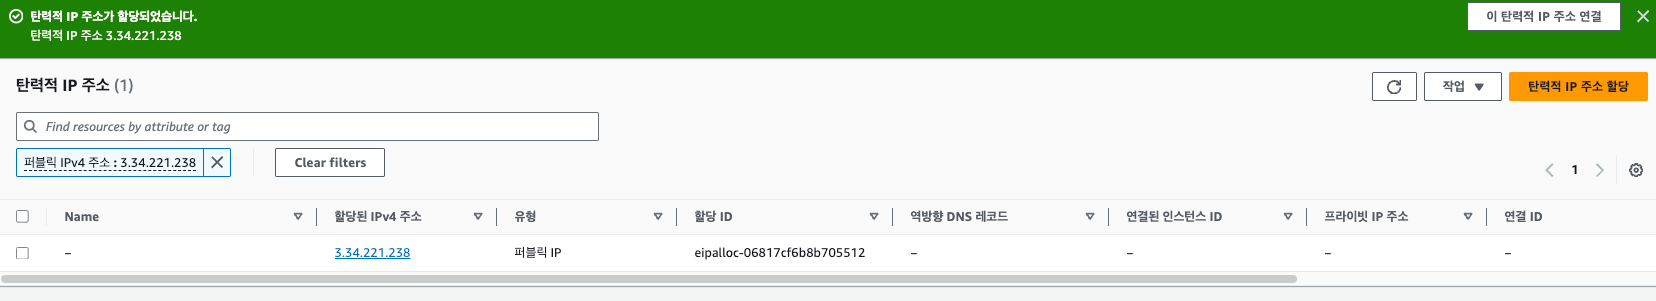 탄력적 IP 주소가 할당되었습니다.
탄력적 IP 주소 3.34.221.238
이 탄력적 IP 주소 연결
탄력적 IP 주소 (1)
작업
탄력적 IP 주소 할당
Find resources by attribute or tag
퍼블릭 IPv4 주소 : 3.34.221.238
Clear filters
1
Name 할당된 IPv4 주소 유형 할당 ID 역방향 DNS 레코드 연결된 인스턴스 ID 프라이빗 IP 주소 연결 ID
– 3.34.221.238 퍼블릭 IP eipalloc-06817cf6b8b705512 – – – –